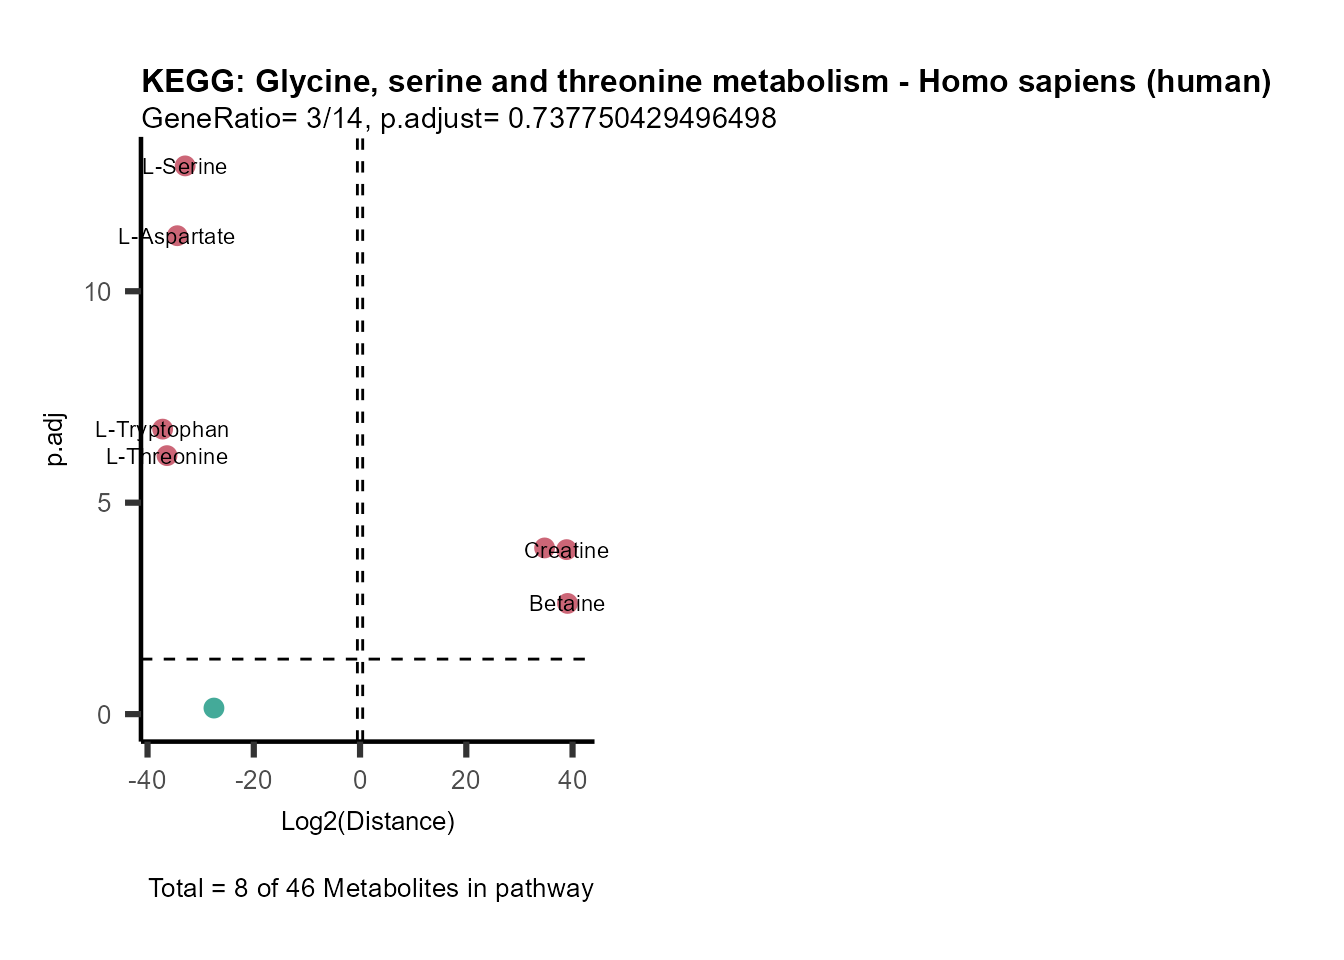 KEGG: Glycine, serine and threonine metabolism - Homo sapiens (human)
GeneRatio= 3/14, p.adjust= 0.737750429496498
L-Serine
L-Aspartate
10
L-Tryptophan
p.adj
L-Threonine
5
Creatine
Betaine
0
-40 -20 0 20 40
Log2(Distance)
Total = 8 of 46 Metabolites in pathway